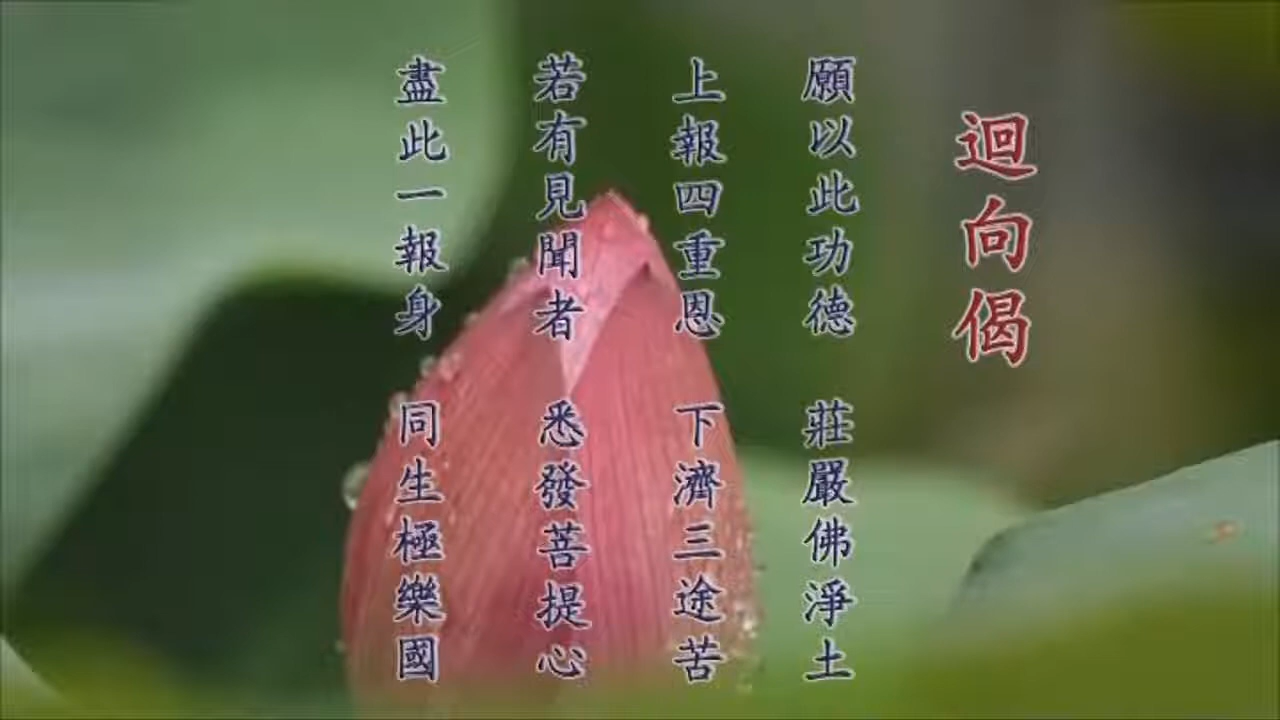 迴向偈
願以此功德 莊嚴佛淨土
上報四重恩 下濟三途苦
若有見聞者 悉發菩提心
盡此一報身 同生極樂國